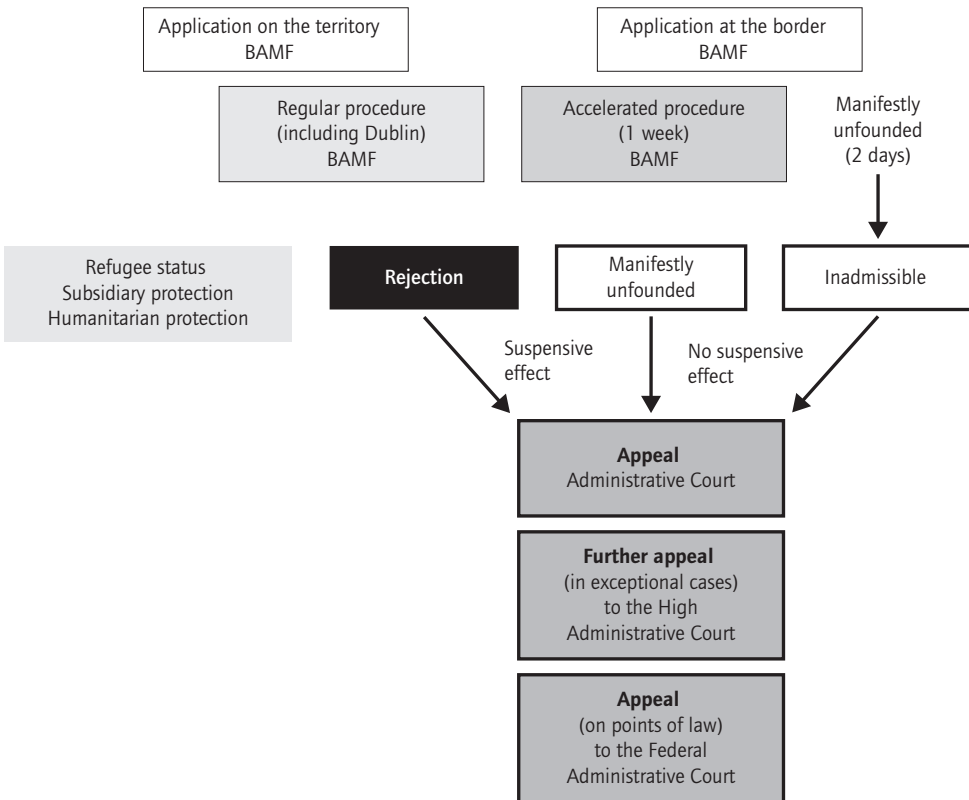 Application on the territory
BAMF
Application at the border
BAMF
Regular procedure
(including Dublin)
BAMF
Accelerated procedure
(1 week)
BAMF
Manifestly
unfounded
(2 days)
Refugee status
Subsidiary protection
Humanitarian protection
Rejection
Manifestly
unfounded
Inadmissible
Suspensive
effect
No suspensive
effect
Appeal
Administrative Court
Further appeal
(in exceptional cases)
to the High
Administrative Court
Appeal
(on points of law)
to the Federal
Administrative Court